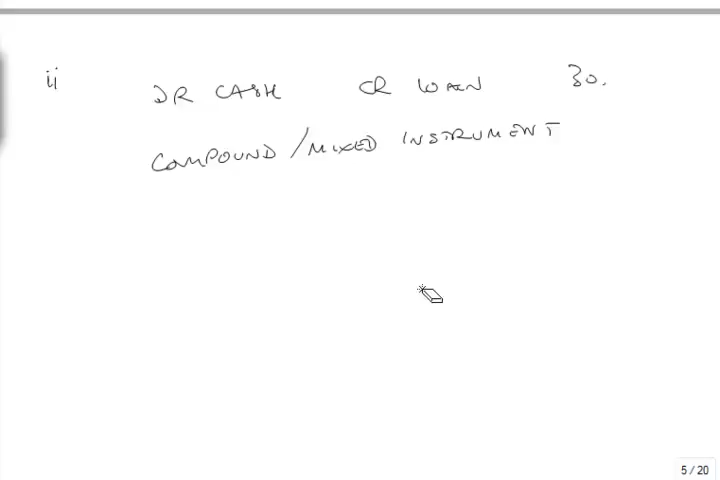 ii DR CASH CR LOAN 30.
COMPOUND / MIXED INSTRUMENT
5 / 20